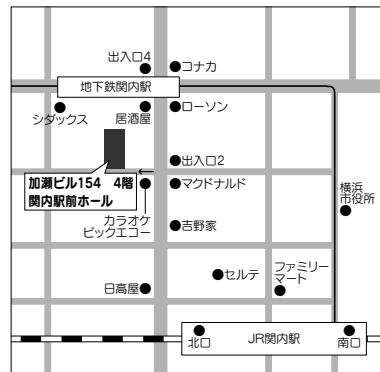 出入口4
コナカ
地下鉄関内駅
シダックス
居酒屋
ローソン
出入口2
加瀬ビル154 4階
関内駅前ホール
マクドナルド
横浜
市役所
カラオケ
ビックエコー
吉野家
セルテ
ファミリー
マート
日高屋
北口
JR関内駅
南口